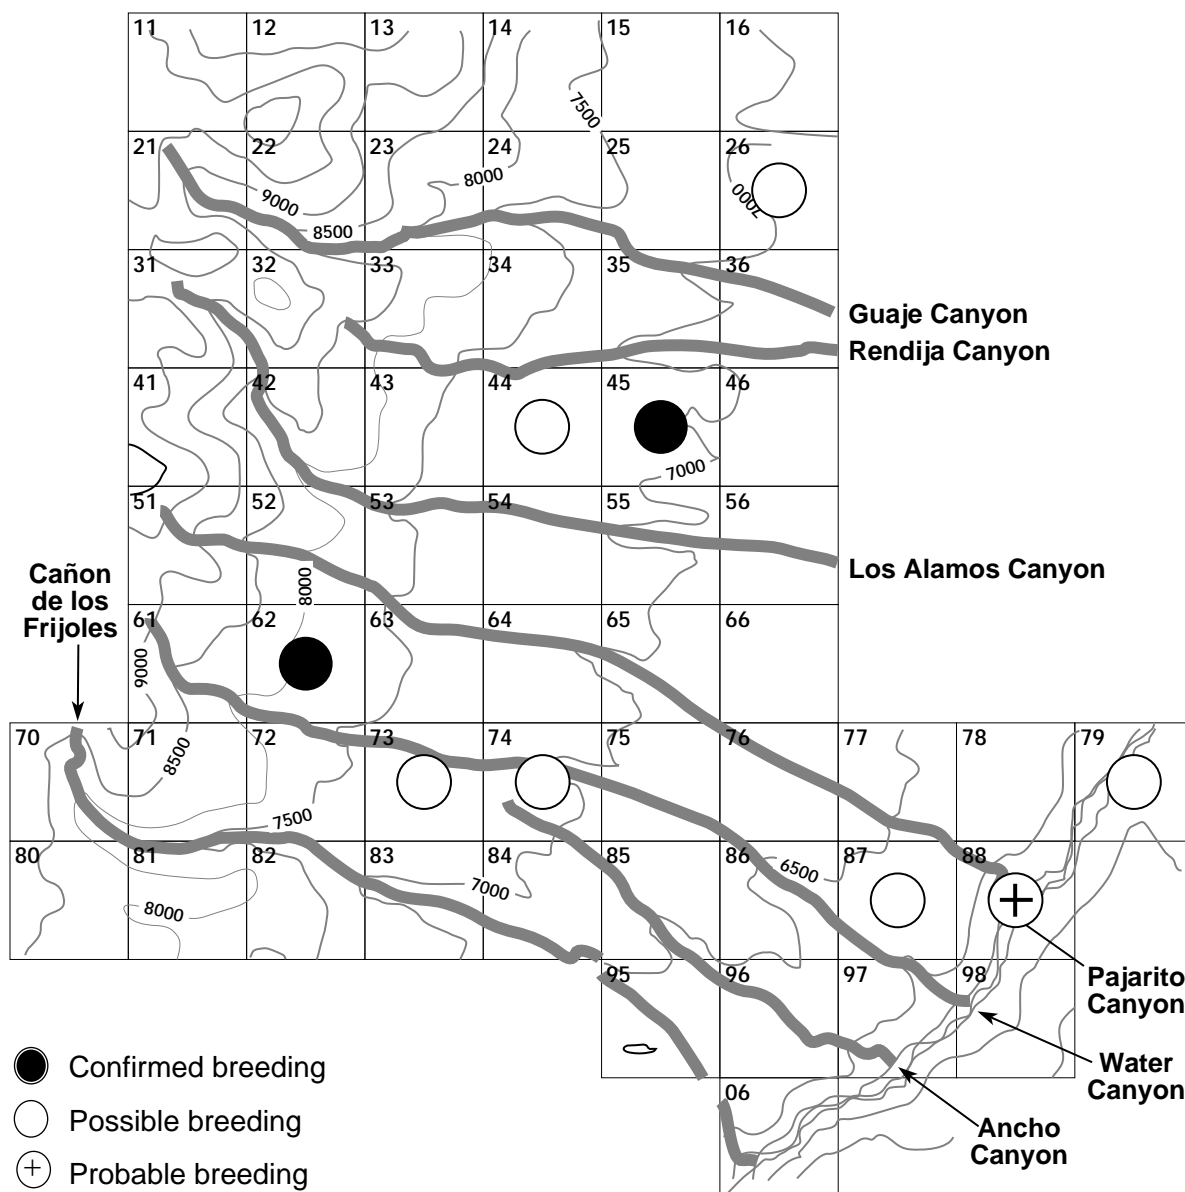 11 12 13 14 15 16
7500
21 22 23 24 25 26
8000
7000
9000
8500
31 32 33 34 35 36
Guaje Canyon
Rendija Canyon
41 42 43 44 45 46
7000
51 52 53 54 55 56
Los Alamos Canyon
Cañon
de los
Frijoles
8000
61 62 63 64 65 66
9000
70 71 72 73 74 75 76 77 78 79
8500
7500
80 81 82 83 84 85 86 87 88
6500
7000
8000
95 96 97 98
Pajarito
Canyon
Water
Canyon
06
Ancho
Canyon
Confirmed breeding
Possible breeding
Probable breeding